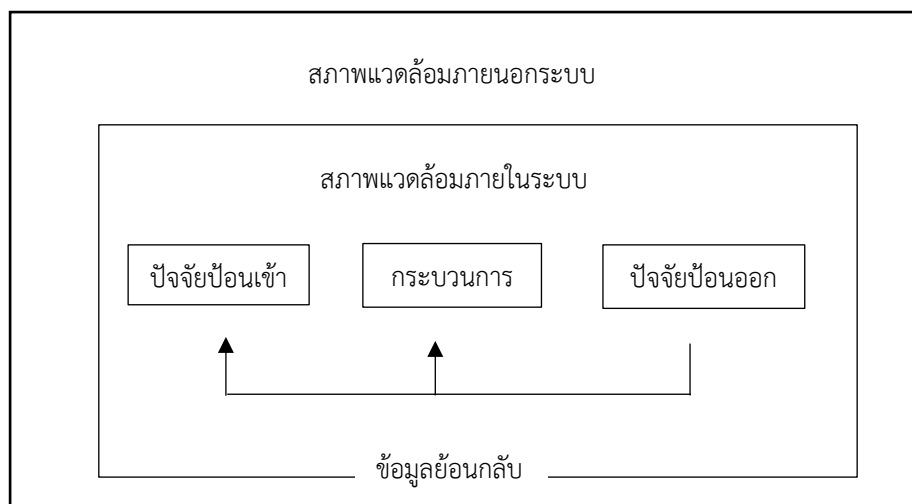 สภาพแวดล้อมภายนอกระบบ
สภาพแวดล้อมภายในระบบ
ปัจจัยป้อนเข้า กระบวนการ ปัจจัยป้อนออก
ข้อมูลย้อนกลับ